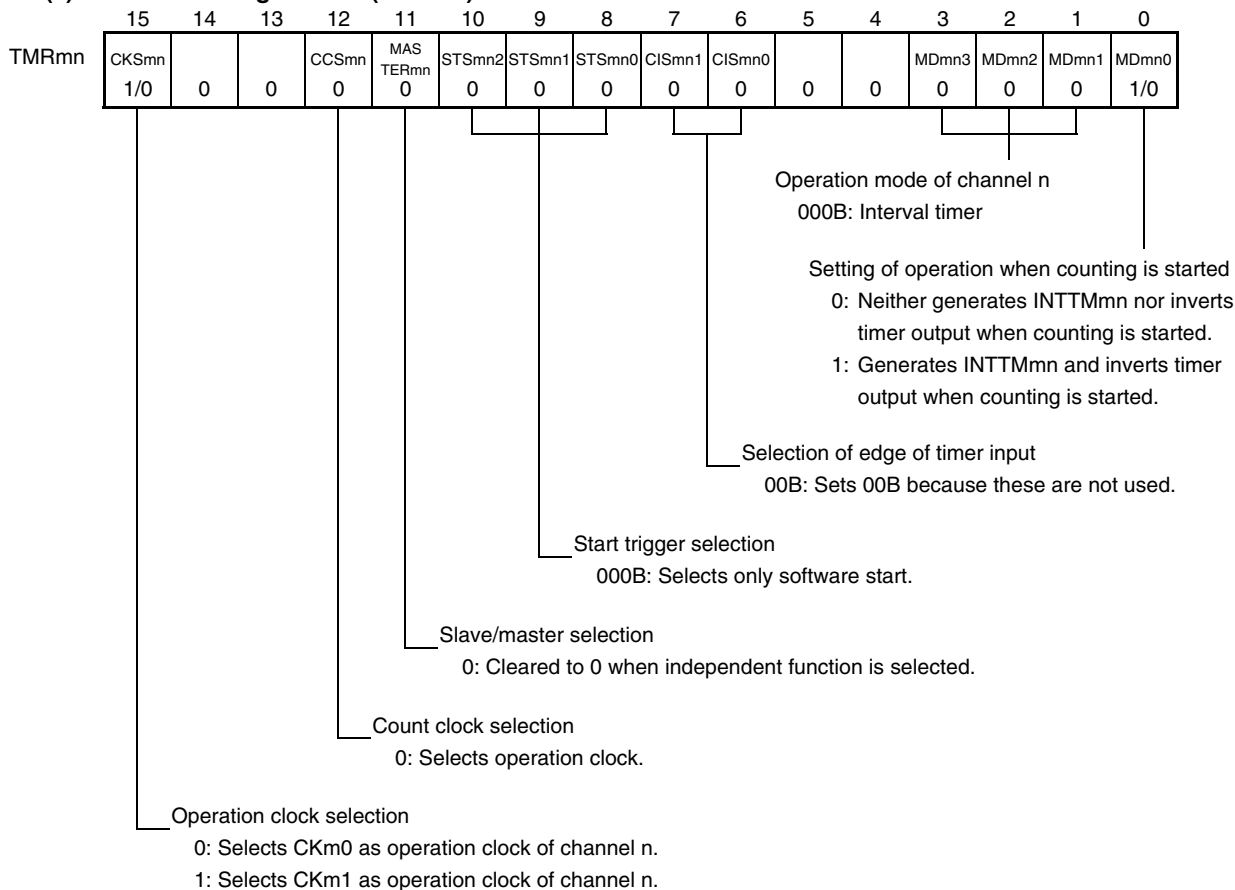 15 14 13 12 11 10 9 8 7 6 5 4 3 2 1 0
TMRmn CKSmn CCSmn MAS TERmn STSmn2 STSmn1 STSmn0 CISmn1 CISmn0 MDmn3 MDmn2 MDmn1 MDmn0
1/0 0 0 0 0 0 0 0 0 0 0 0 0 0 0 1/0
Operation mode of channel n
000B: Interval timer
Setting of operation when counting is started
0: Neither generates INTTMmn nor inverts
timer output when counting is started.
1: Generates INTTMmn and inverts timer
output when counting is started.
Selection of edge of timer input
00B: Sets 00B because these are not used.
Start trigger selection
000B: Selects only software start.
Slave/master selection
0: Cleared to 0 when independent function is selected.
Count clock selection
0: Selects operation clock.
Operation clock selection
0: Selects CKm0 as operation clock of channel n.
1: Selects CKm1 as operation clock of channel n.